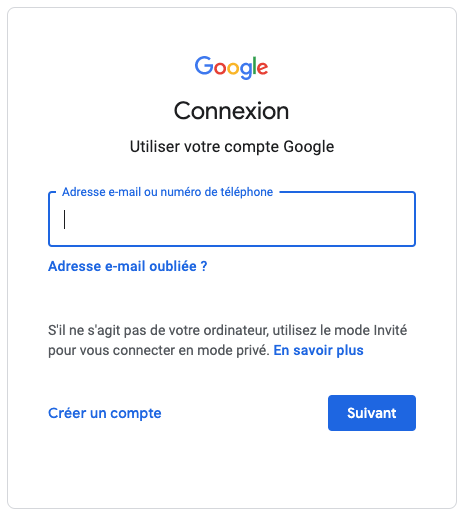 Google
Connexion
Utiliser votre compte Google
Adresse e-mail ou numéro de téléphone
Adresse e-mail oubliée ?
S'il ne s'agit pas de votre ordinateur, utilisez le mode Invité
pour vous connecter en mode privé. En savoir plus
Créer un compte
Suivant